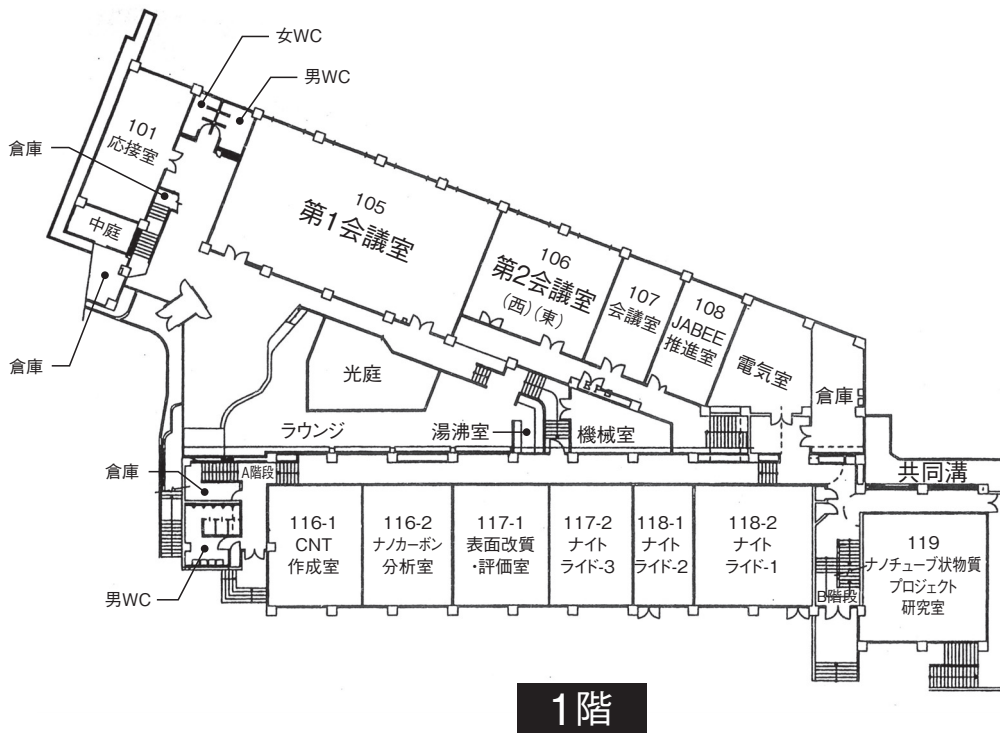 女WC
男WC
倉庫
101
応接室
中庭
倉庫
105
第1会議室
106
第2会議室
(西)(東)
107
会議室
108
JABEE
推進室
電気室
倉庫
光庭
ラウンジ
湯沸室
機械室
共同溝
倉庫
A階段
男WC
116-1
CNT
作成室
116-2
ナノカーボン
分析室
117-1
表面改質
・評価室
117-2
ナイト
ライド-3
118-1
ナイト
ライド-2
118-2
ナイト
ライド-1
B階段
119
ナノチューブ状物質
プロジェクト
研究室
1階